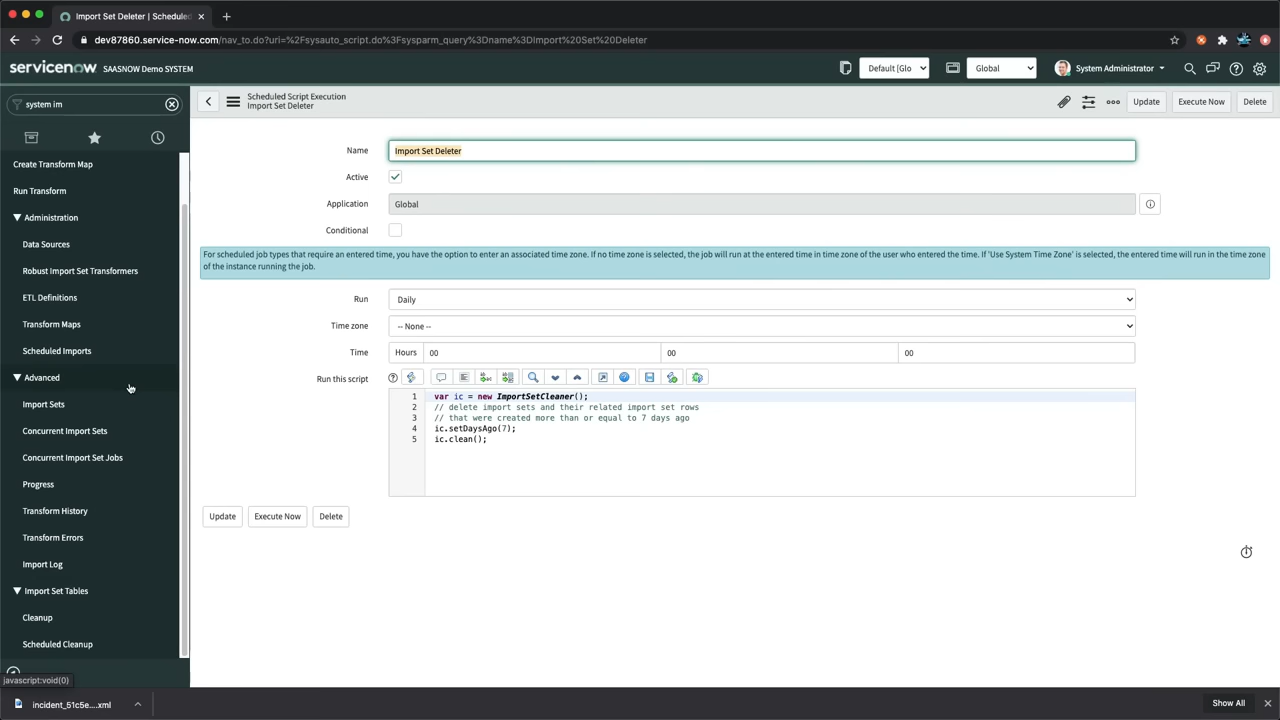 Import Set Deleter | Scheduled
dev87860.service-now.com/nav_to.do?uri=%2Fsysauto_script.do%3Fsysparm_query%3Dname%3DImport%20Set%20Deleter
servicenow
SAASNOW Demo SYSTEM
Default [Glo
Global
System Administrator
system im
Scheduled Script Execution
Import Set Deleter
Update
Execute Now
Delete
Create Transform Map
Run Transform
Administration
Data Sources
Robust Import Set Transformers
ETL Definitions
Transform Maps
Scheduled Imports
Advanced
Import Sets
Concurrent Import Sets
Concurrent Import Set Jobs
Progress
Transform History
Transform Errors
Import Log
Import Set Tables
Cleanup
Scheduled Cleanup
Name
Import Set Deleter
Active
Application
Global
Conditional
For scheduled job types that require an entered time, you have the option to enter an associated time zone. If no time zone is selected, the job will run at the entered time in time zone of the user who entered the time. If 'Use System Time Zone' is selected, the entered time will run in the time zone
of the instance running the job.
Run
Daily
Time zone
-- None --
Time
Hours
00
00
00
Run this script
1 var ic = new ImportSetCleaner();
2 // delete import sets and their related import set rows
3 // that were created more than or equal to 7 days ago
4 ic.setDaysAgo(7);
5 ic.clean();
Update
Execute Now
Delete
javascript:void(0)
incident_51c5e....xml
Show All